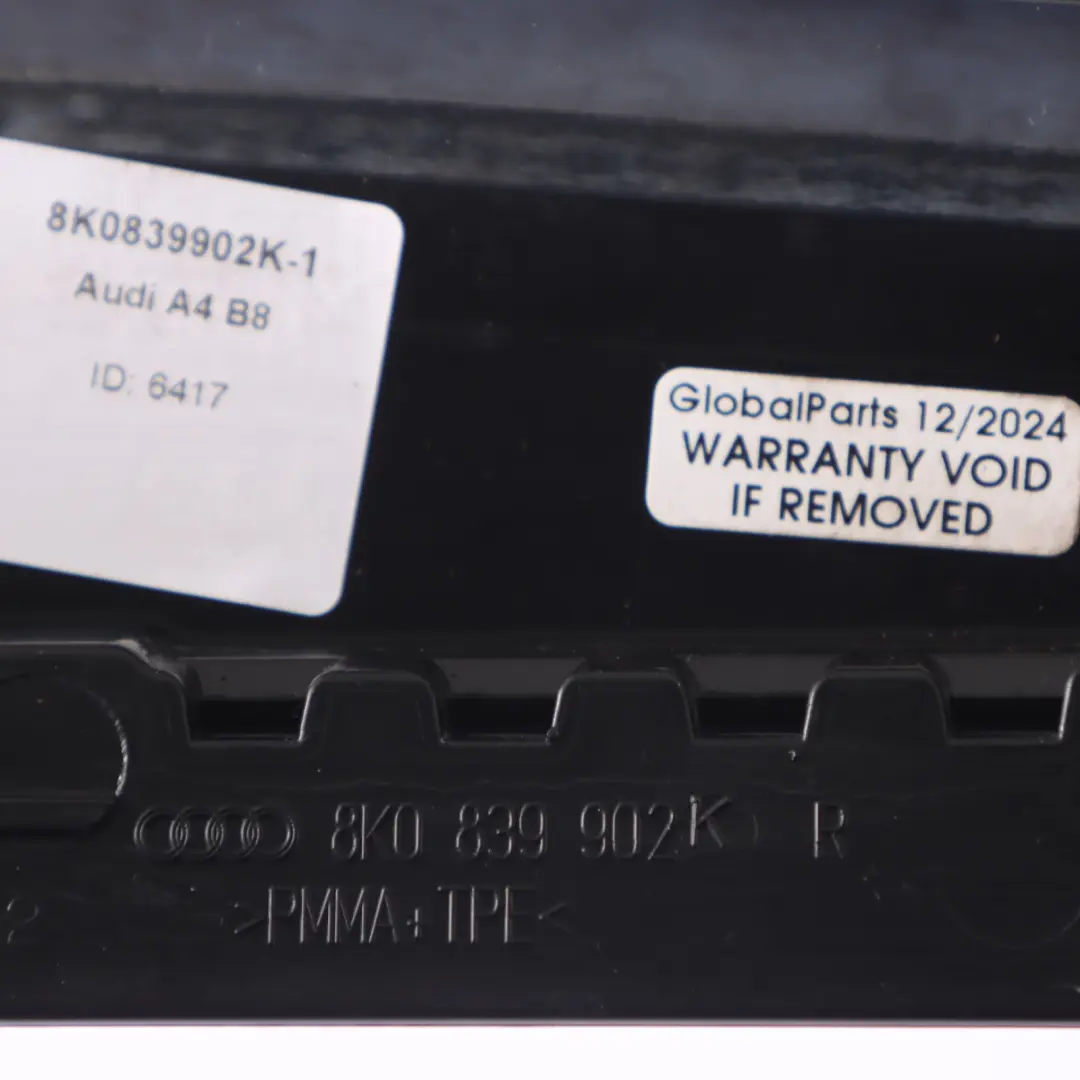 8K0839902K-1
Audi A4 B8
ID: 6417
GlobalParts 12/2024
WARRANTY VOID
IF REMOVED
8K0 839 902 K R
>PMMA+TPE<
2